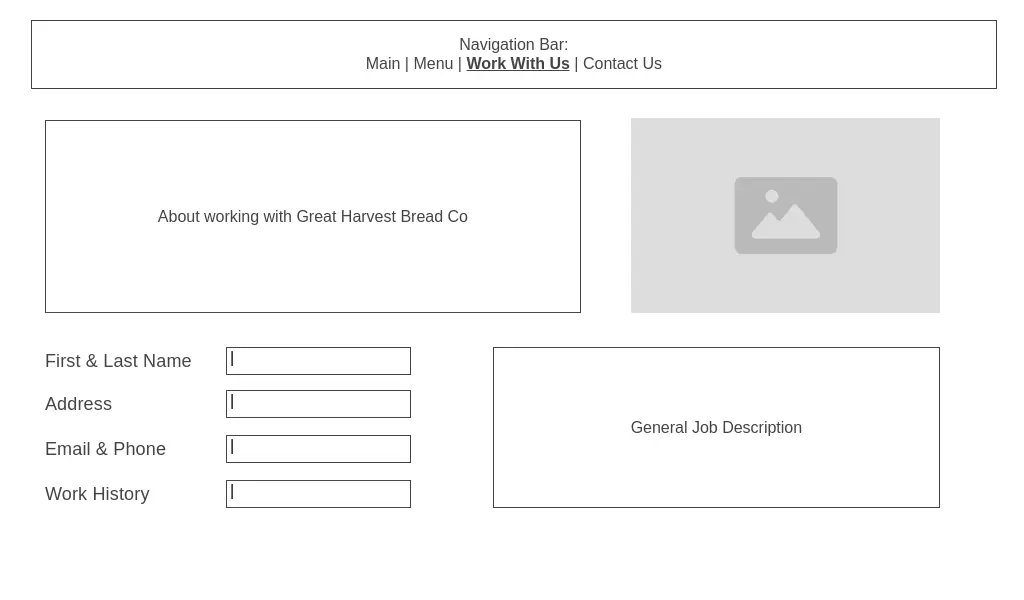 Navigation Bar:
Main | Menu | Work With Us | Contact Us
About working with Great Harvest Bread Co
First & Last Name
Address
Email & Phone
Work History
General Job Description